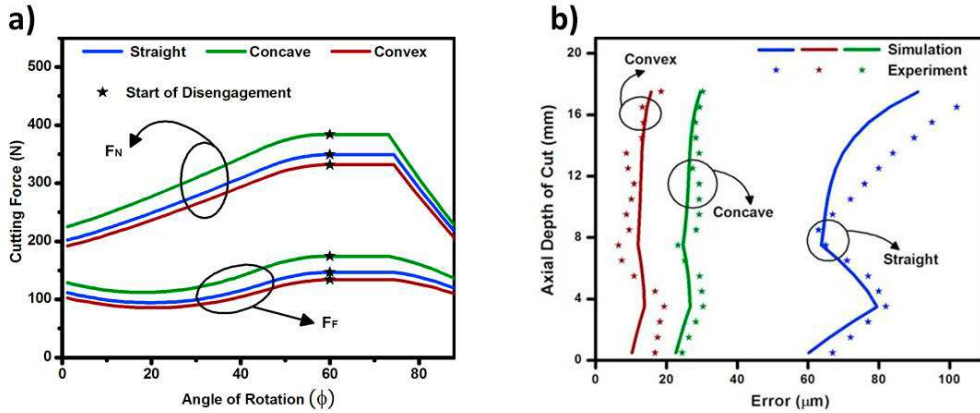 a)
Straight Concave Convex
Start of Disengagement
500
400
300
200
100
0
Cutting Force (N)
F_N
F_F
0 20 40 60 80
Angle of Rotation (ϕ)
b)
Simulation
Experiment
Convex
Concave
Straight
20
16
12
8
4
0
Axial Depth of Cut (mm)
0 20 40 60 80 100
Error (μm)